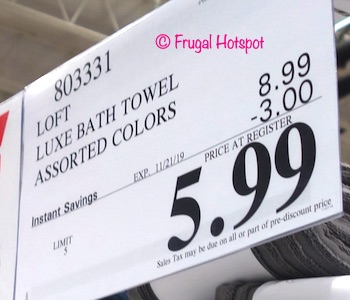 © Frugal Hotspot
803331
LOFT
LUXE BATH TOWEL
ASSORTED COLORS
8.99
-3.00
Instant Savings
EXP. 11/21/19
PRICE AT REGISTER
5.99
LIMIT
5
Sales Tax may be due on all or part of pre-discount price